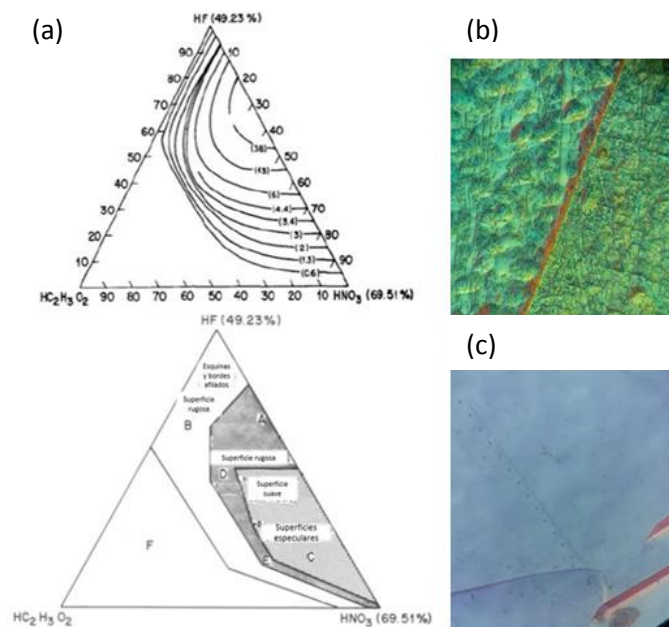 (a)
HF (49.23 %)
90
10
80
20
70
30
60
40
50
50
40
(38)
30
(15)
(6)
20
(4.4)
70
(3.4)
10
(3)
80
(2)
(1.3)
90
(0.6)
HC2H3O2 90 80 70 60 50 40 30 20 10 HNO3 (69.51%)
HF (49.23%)
Esquinas
y bordes
afilados
Superficie
rugosa
A
B
Superficie rugosa
D
Superficie
suave
Superficies
especulares
F
C
E
HC2H3O2
HNO3 (69.51%)
(b)
(c)